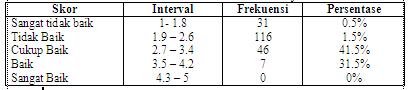 Skor Interval Frekuensi Persentase
Sangat tidak baik 1- 1.8 31 0.5%
Tidak Baik 1.9 – 2.6 116 1.5%
Cukup Baik 2.7 – 3.4 46 41.5%
Baik 3.5 – 4.2 7 31.5%
Sangat Baik 4.3 – 5 0 0%